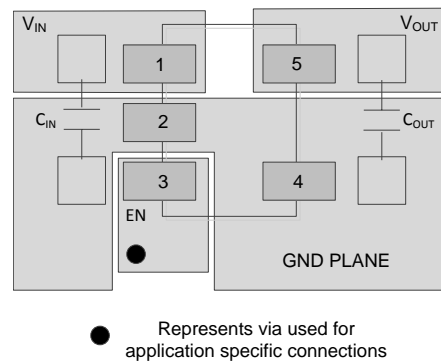 VIN
VOUT
1
5
CIN
2
COUT
3
4
EN
GND PLANE
Represents via used for
application specific connections